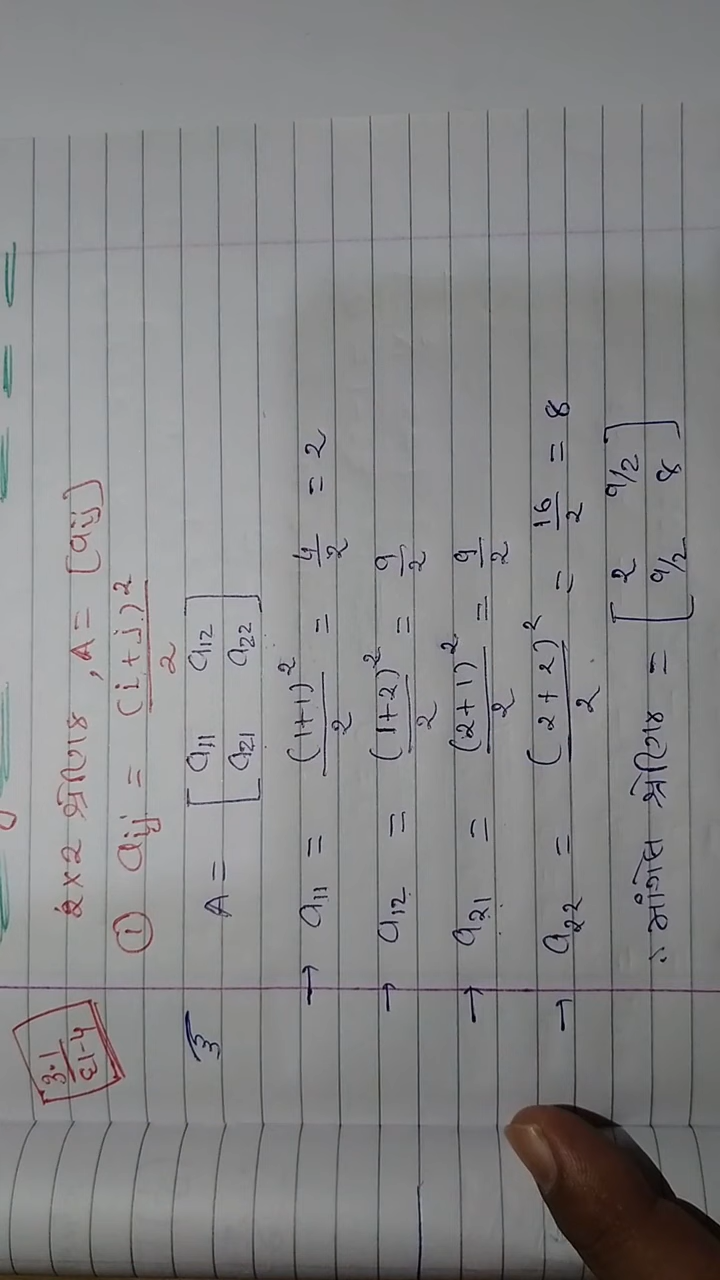 3.1
દા-4
2 x 2 શ્રેણિક, A = [aij]
① aij = (i + j)² / 2
ઉ
A = [ a11 a12
a21 a22 ]
→ a11 = (1+1)² / 2 = 4/2 = 2
→ a12 = (1+2)² / 2 = 9/2
→ a21 = (2+1)² / 2 = 9/2
→ a22 = (2+2)² / 2 = 16/2 = 8
∴ માંગેલ શ્રેણિક = [ 2 9/2
9/2 8 ]